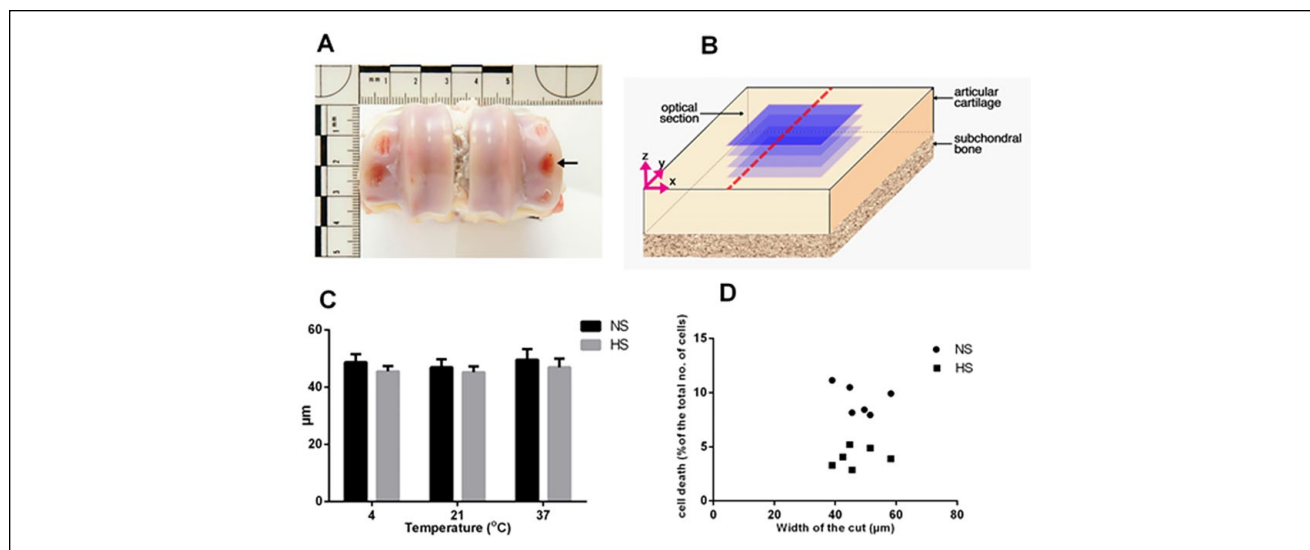 A
mm 1 2 3 4 5
1 mm
2
3
4
5
B
optical
section
articular
cartilage
subchondral
bone
z
y
x
C
60
40
20
0
µm
4 21 37
Temperature (°C)
NS
HS
D
15
10
5
0
cell death (% of the total no. of cells)
0 20 40 60 80
Width of the cut (µm)
NS
HS